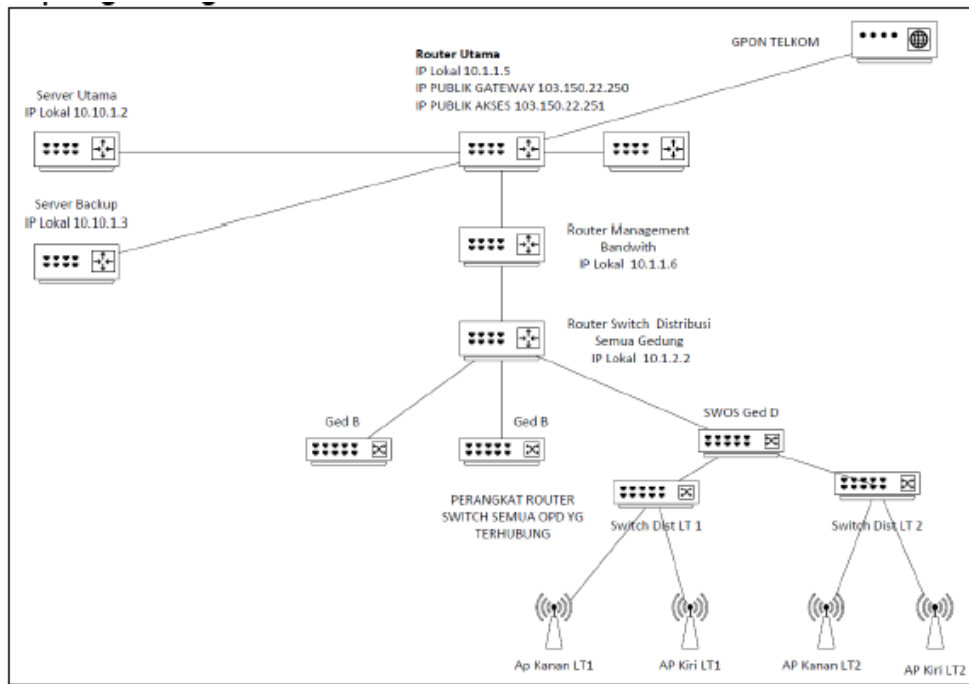 GPON TELKOM
Router Utama
IP Lokal 10.1.1.5
IP PUBLIK GATEWAY 103.150.22.250
IP PUBLIK AKSES 103.150.22.251
Server Utama
IP Lokal 10.10.1.2
Server Backup
IP Lokal 10.10.1.3
Router Management
Bandwith
IP Lokal 10.1.1.6
Router Switch Distribusi
Semua Gedung
IP Lokal 10.1.2.2
Ged B
Ged B
SWOS Ged D
PERANGKAT ROUTER
SWITCH SEMUA OPD YG
TERHUBUNG
Switch Dist LT 1
Switch Dist LT 2
Ap Kanan LT1
AP Kiri LT1
AP Kanan LT2
AP Kiri LT2